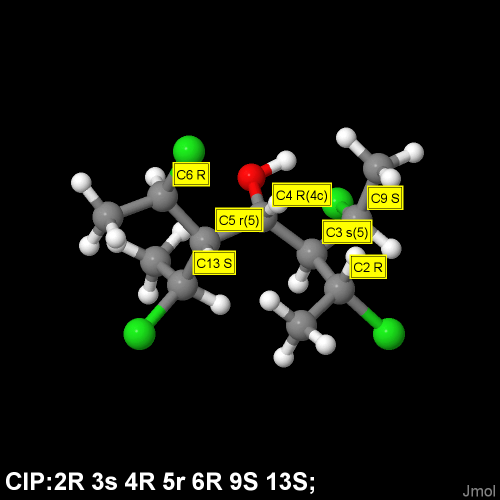 C6 R
C4 R(4c)
C9 S
C5 r(5)
C3 s(5)
C13 S
C2 R
CIP:2R 3s 4R 5r 6R 9S 13S;
Jmol